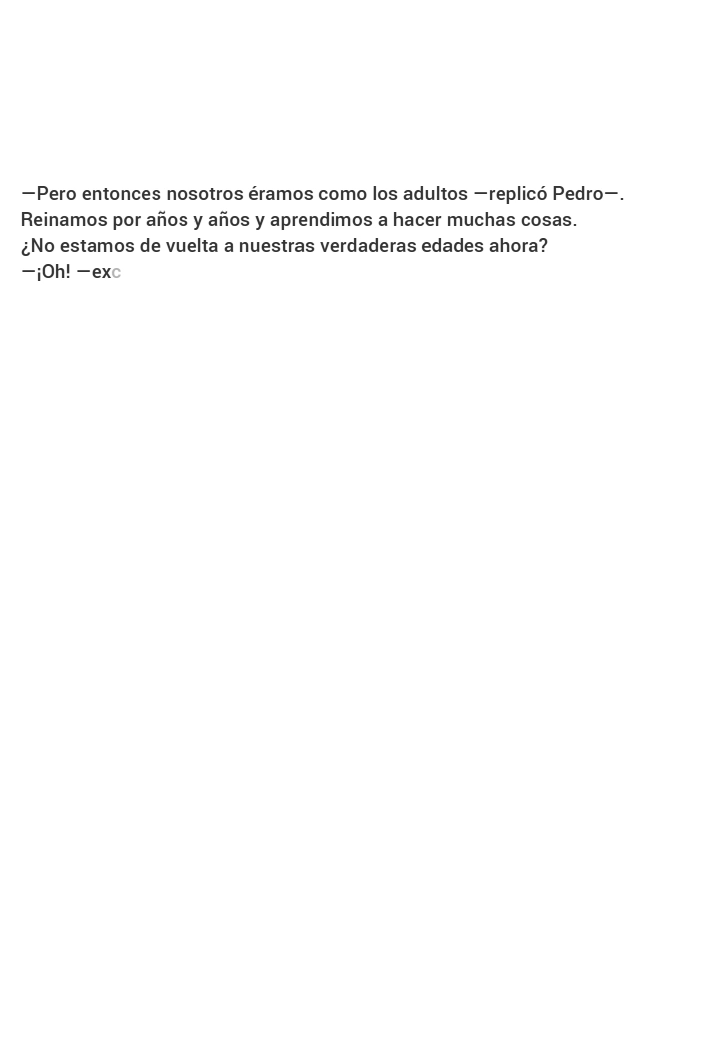 —Pero entonces nosotros éramos como los adultos —replicó Pedro—.
Reinamos por años y años y aprendimos a hacer muchas cosas.
¿No estamos de vuelta a nuestras verdaderas edades ahora?
—¡Oh! —exc